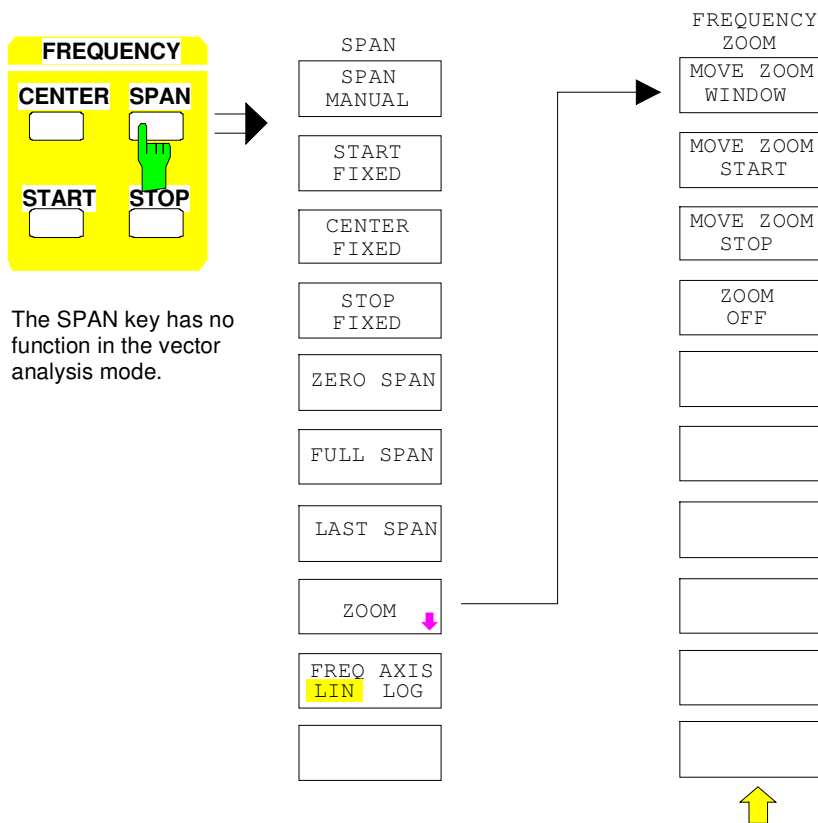 FREQUENCY
CENTER SPAN
START STOP
The SPAN key has no
function in the vector
analysis mode.
SPAN
SPAN
MANUAL
START
FIXED
CENTER
FIXED
STOP
FIXED
ZERO SPAN
FULL SPAN
LAST SPAN
ZOOM
FREQ AXIS
LIN LOG
FREQUENCY
ZOOM
MOVE ZOOM
WINDOW
MOVE ZOOM
START
MOVE ZOOM
STOP
ZOOM
OFF